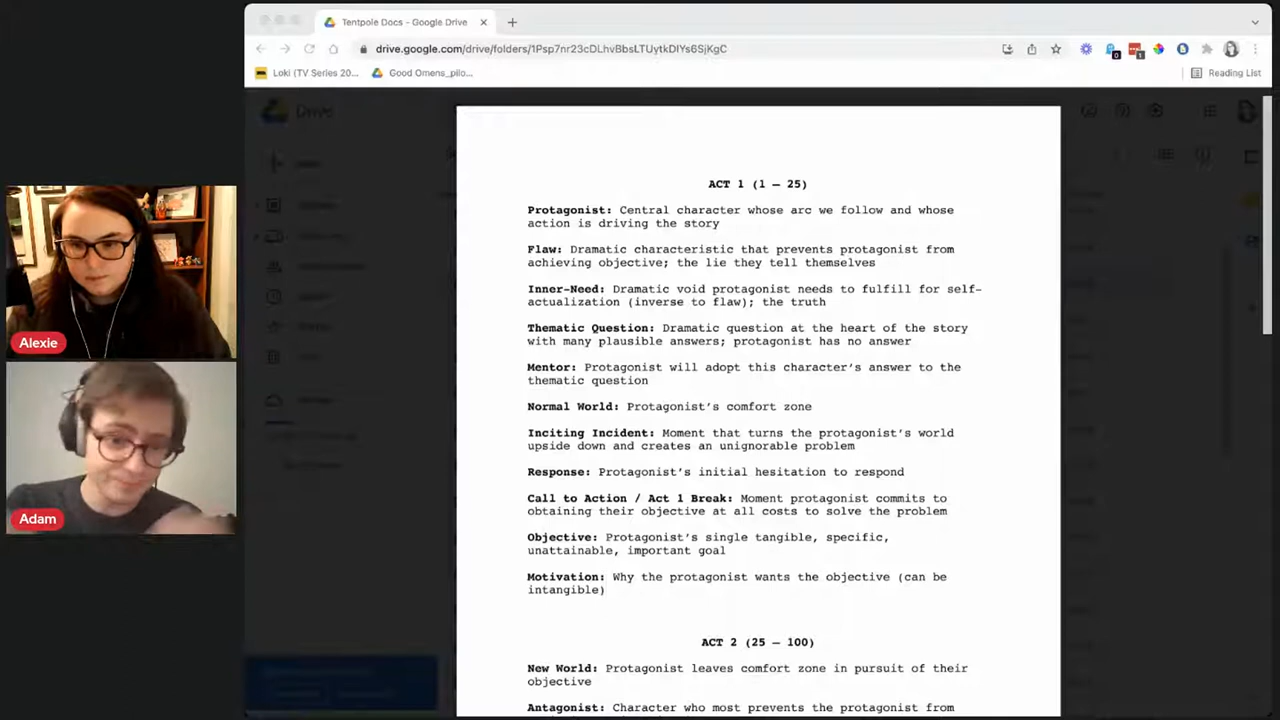 Tentpole Docs - Google Drive
drive.google.com/drive/folders/1Psp7nr23cDLhvBbsLTUytkDIYs6SjKgC
Loki (TV Series 20...
Good Omens_pilo...
Reading List
Drive
ACT 1 (1 – 25)
Protagonist: Central character whose arc we follow and whose
action is driving the story
Flaw: Dramatic characteristic that prevents protagonist from
achieving objective; the lie they tell themselves
Inner-Need: Dramatic void protagonist needs to fulfill for self-
actualization (inverse to flaw); the truth
Thematic Question: Dramatic question at the heart of the story
with many plausible answers; protagonist has no answer
Mentor: Protagonist will adopt this character's answer to the
thematic question
Normal World: Protagonist's comfort zone
Inciting Incident: Moment that turns the protagonist's world
upside down and creates an unignorable problem
Response: Protagonist's initial hesitation to respond
Call to Action / Act 1 Break: Moment protagonist commits to
obtaining their objective at all costs to solve the problem
Objective: Protagonist's single tangible, specific,
unattainable, important goal
Motivation: Why the protagonist wants the objective (can be
intangible)
ACT 2 (25 – 100)
New World: Protagonist leaves comfort zone in pursuit of their
objective
Antagonist: Character who most prevents the protagonist from
Alexie
Adam